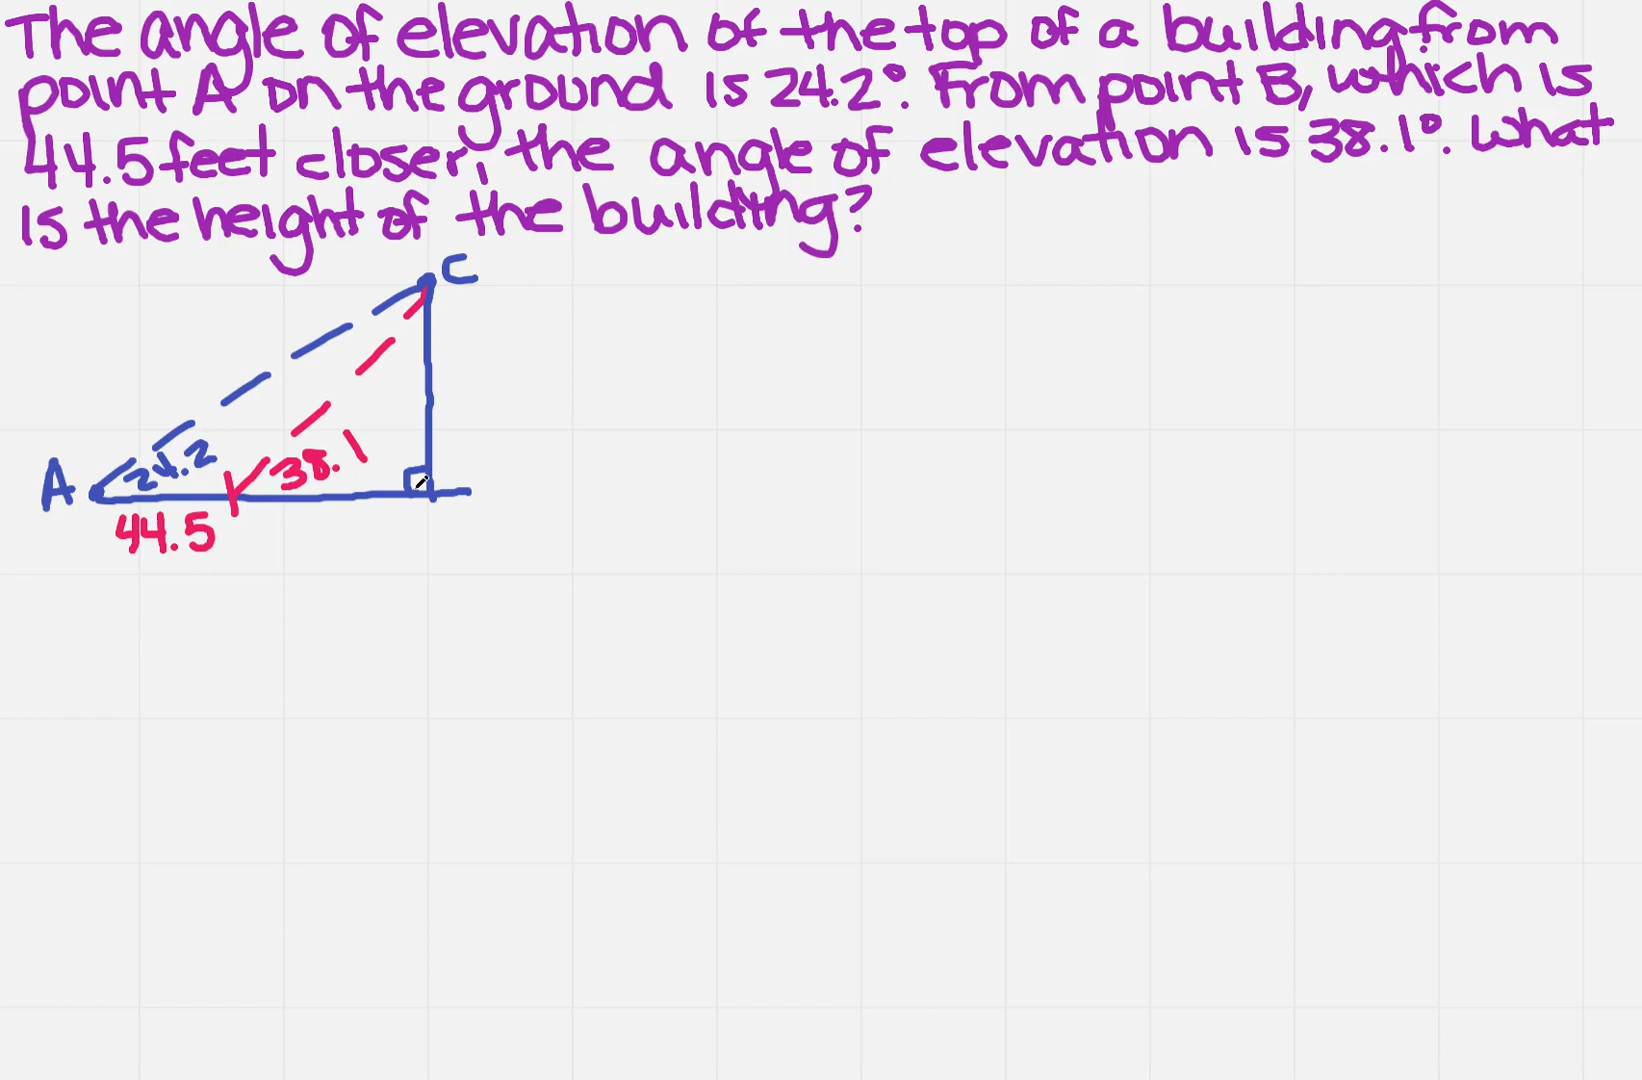 The angle of elevation of the top of a building from
point A on the ground is 24.2°. From point B, which is
44.5 feet closer, the angle of elevation is 38.1°. What
is the height of the building?
C
24.2
38.1
A
44.5